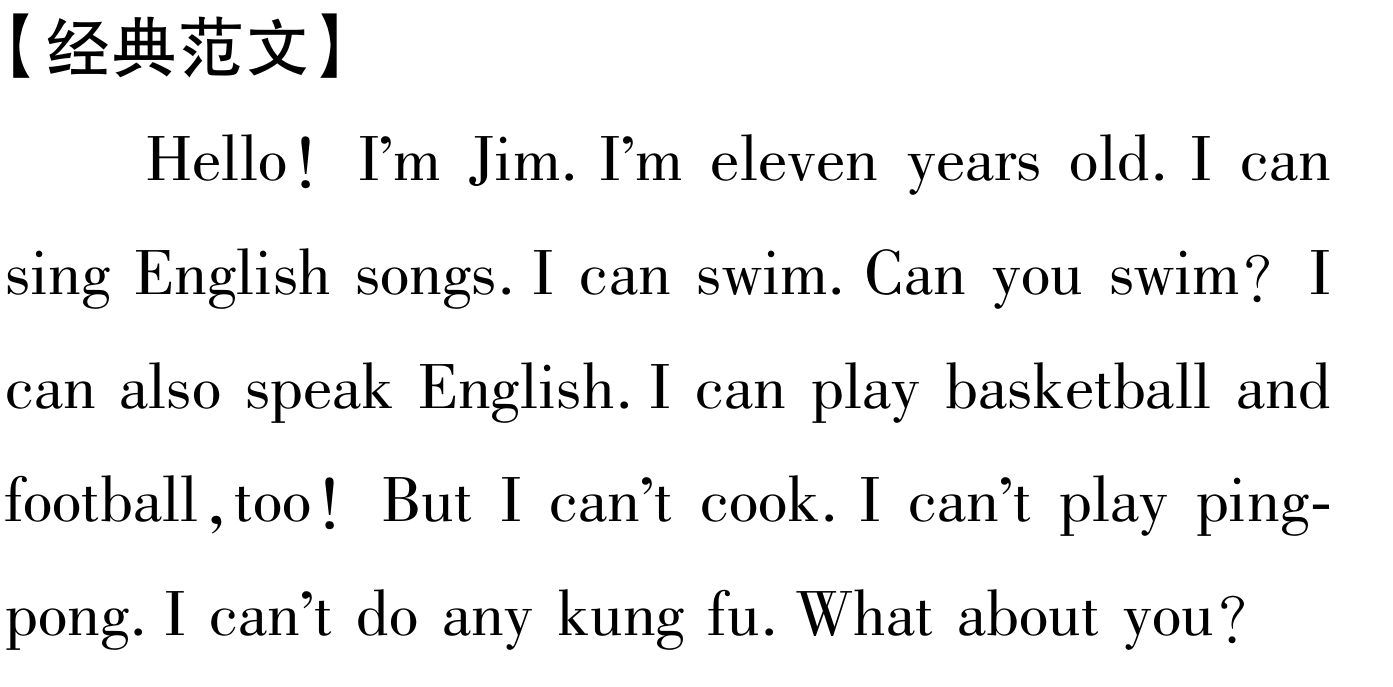 【经典范文】
Hello! I'm Jim. I'm eleven years old. I can
sing English songs. I can swim. Can you swim? I
can also speak English. I can play basketball and
football,too! But I can't cook. I can't play ping-
pong. I can't do any kung fu. What about you?